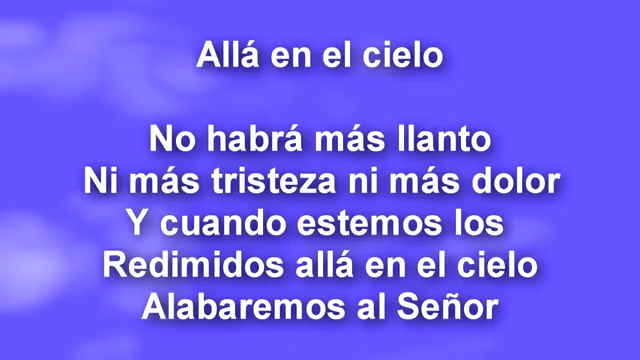 Allá en el cielo
No habrá más llanto
Ni más tristeza ni más dolor
Y cuando estemos los
Redimidos allá en el cielo
Alabaremos al Señor